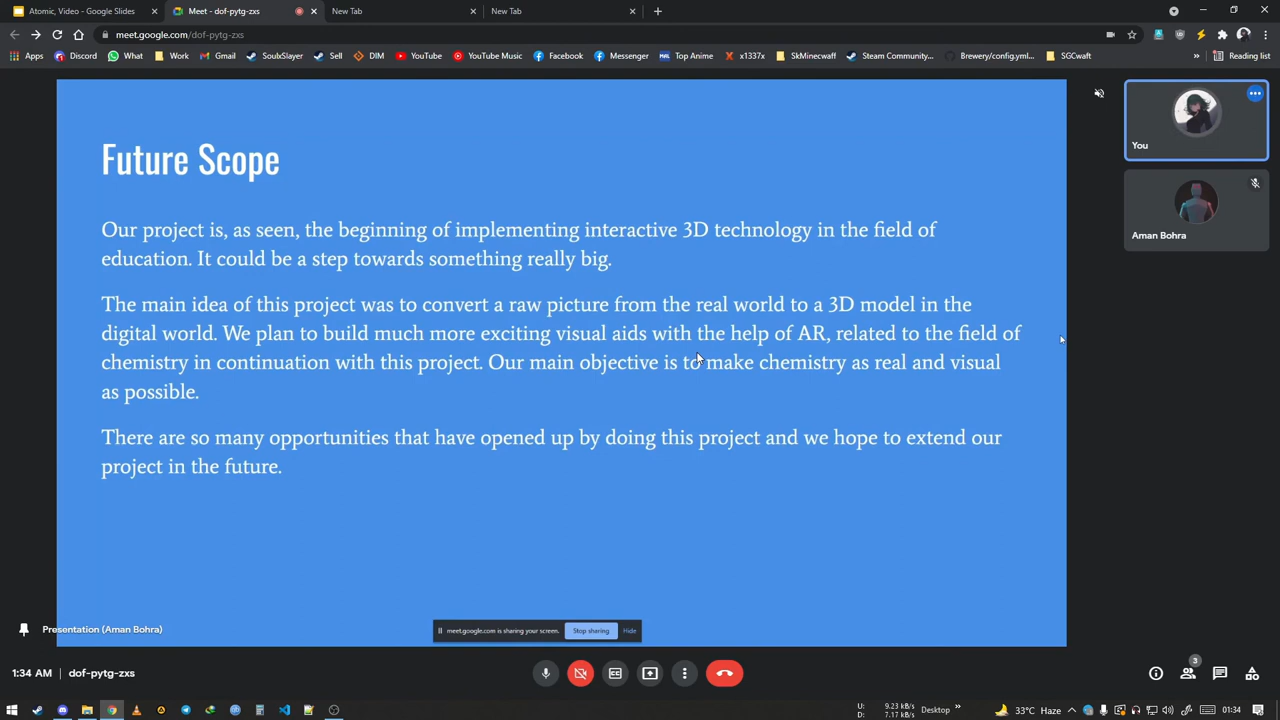 Atomic, Video - Google Slides
Meet - dof-pytg-zxs
New Tab
New Tab
meet.google.com/dof-pytg-zxs
Apps
Discord
What
Work
Gmail
SoulsSlayer
Sell
DIM
YouTube
YouTube Music
Facebook
Messenger
Top Anime
x1337x
SkMinecwaff
Steam Community...
Brewery/config.yml...
SGCwaft
Reading list
Future Scope
Our project is, as seen, the beginning of implementing interactive 3D technology in the field of
education. It could be a step towards something really big.
The main idea of this project was to convert a raw picture from the real world to a 3D model in the
digital world. We plan to build much more exciting visual aids with the help of AR, related to the field of
chemistry in continuation with this project. Our main objective is to make chemistry as real and visual
as possible.
There are so many opportunities that have opened up by doing this project and we hope to extend our
project in the future.
You
Aman Bohra
Presentation (Aman Bohra)
meet.google.com is sharing your screen.
Stop sharing
Hide
1:34 AM
dof-pytg-zxs
3
U: 9.23 kB/s
D: 7.17 kB/s
Desktop
33°C Haze
01:34